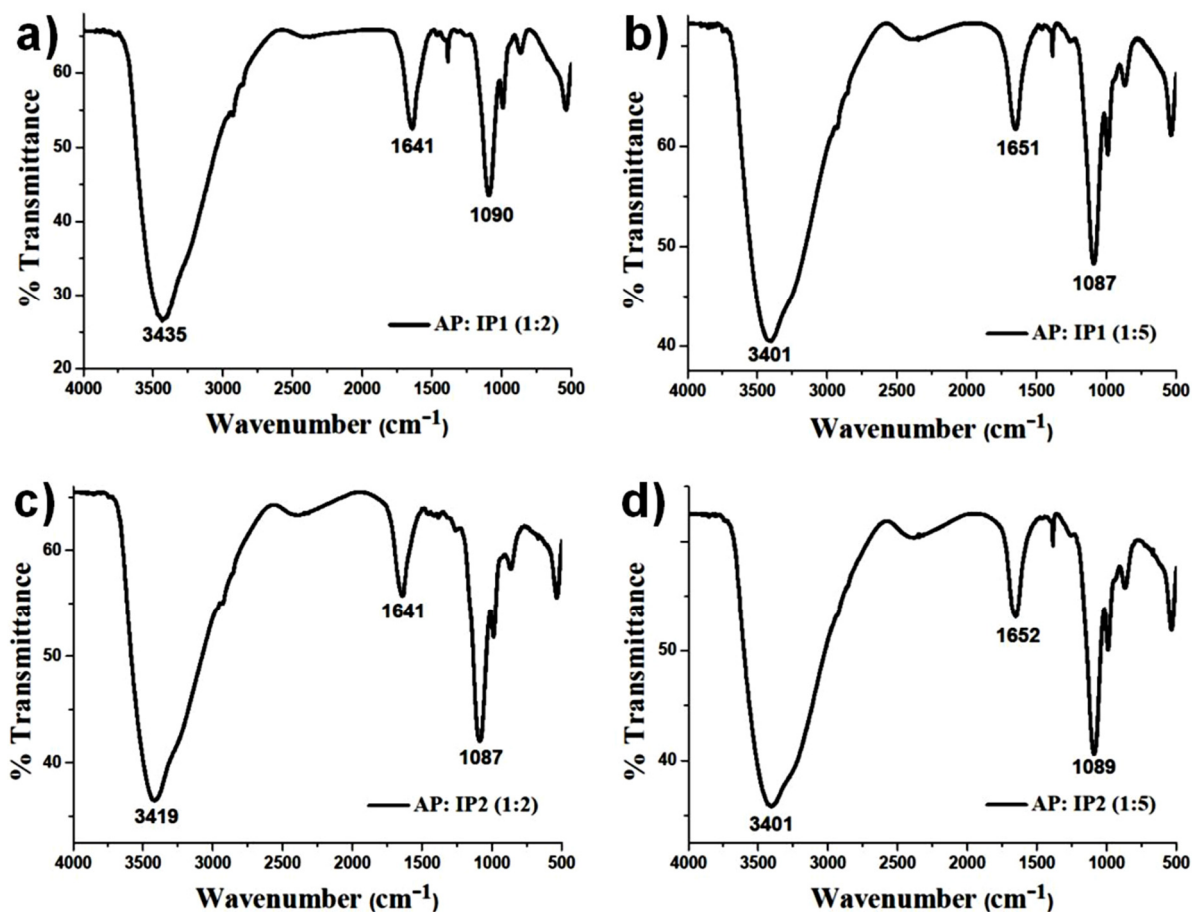 a)
% Transmittance
60
50
40
30
20
1641
1090
3435
AP: IP1 (1:2)
4000 3500 3000 2500 2000 1500 1000 500
Wavenumber (cm⁻¹)
b)
% Transmittance
60
50
40
1651
1087
3401
AP: IP1 (1:5)
4000 3500 3000 2500 2000 1500 1000 500
Wavenumber (cm⁻¹)
c)
% Transmittance
60
50
40
1641
1087
3419
AP: IP2 (1:2)
4000 3500 3000 2500 2000 1500 1000 500
Wavenumber (cm⁻¹)
d)
% Transmittance
60
50
40
1652
1089
3401
AP: IP2 (1:5)
4000 3500 3000 2500 2000 1500 1000 500
Wavenumber (cm⁻¹)